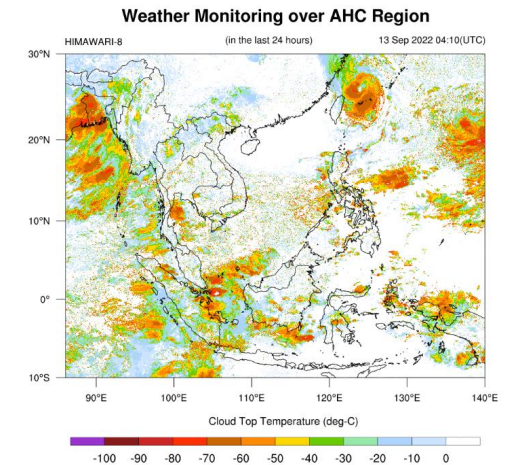 Weather Monitoring over AHC Region
HIMAWARI-8 (in the last 24 hours) 13 Sep 2022 04:10(UTC)
30°N
20°N
10°N
0°
10°S
90°E 100°E 110°E 120°E 130°E 140°E
Cloud Top Temperature (deg-C)
-100 -90 -80 -70 -60 -50 -40 -30 -20 -10 0